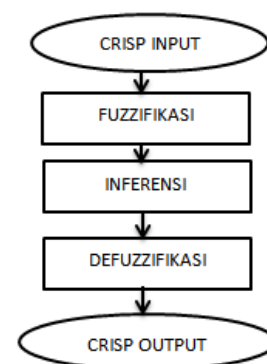 CRISP INPUT
FUZZIFIKASI
INFERENSI
DEFUZZIFIKASI
CRISP OUTPUT